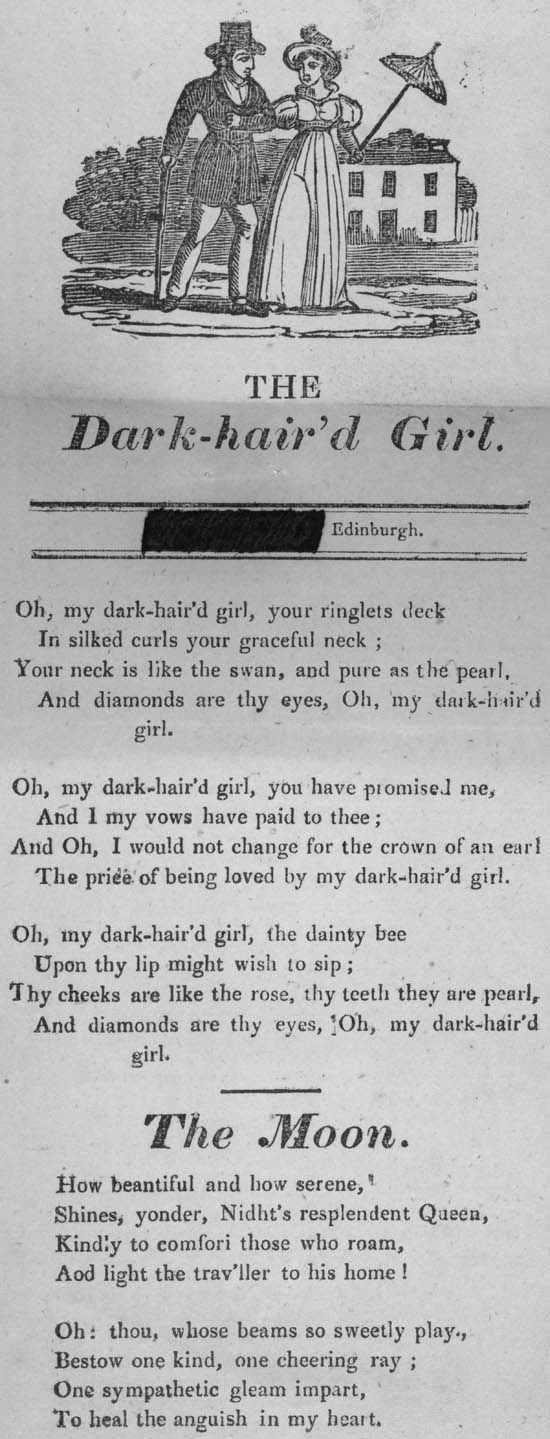 THE
Dark-hair'd Girl.
Edinburgh.
Oh, my dark-hair'd girl, your ringlets deck
In silked curls your graceful neck ;
Your neck is like the swan, and pure as the pearl,
And diamonds are thy eyes, Oh, my dark-hair'd
girl.
Oh, my dark-hair'd girl, you have promised me,
And I my vows have paid to thee ;
And Oh, I would not change for the crown of an earl
The priee of being loved by my dark-hair'd girl.
Oh, my dark-hair'd girl, the dainty bee
Upon thy lip might wish to sip ;
Thy cheeks are like the rose, thy teeth they are pearl,
And diamonds are thy eyes, Oh, my dark-hair'd
girl.
The Moon.
How beantiful and how serene,
Shines, yonder, Nidht's resplendent Queen,
Kindly to comfori those who roam,
Aod light the trav'ller to his home !
Oh: thou, whose beams so sweetly play.,
Bestow one kind, one cheering ray ;
One sympathetic gleam impart,
To heal the anguish in my heart.